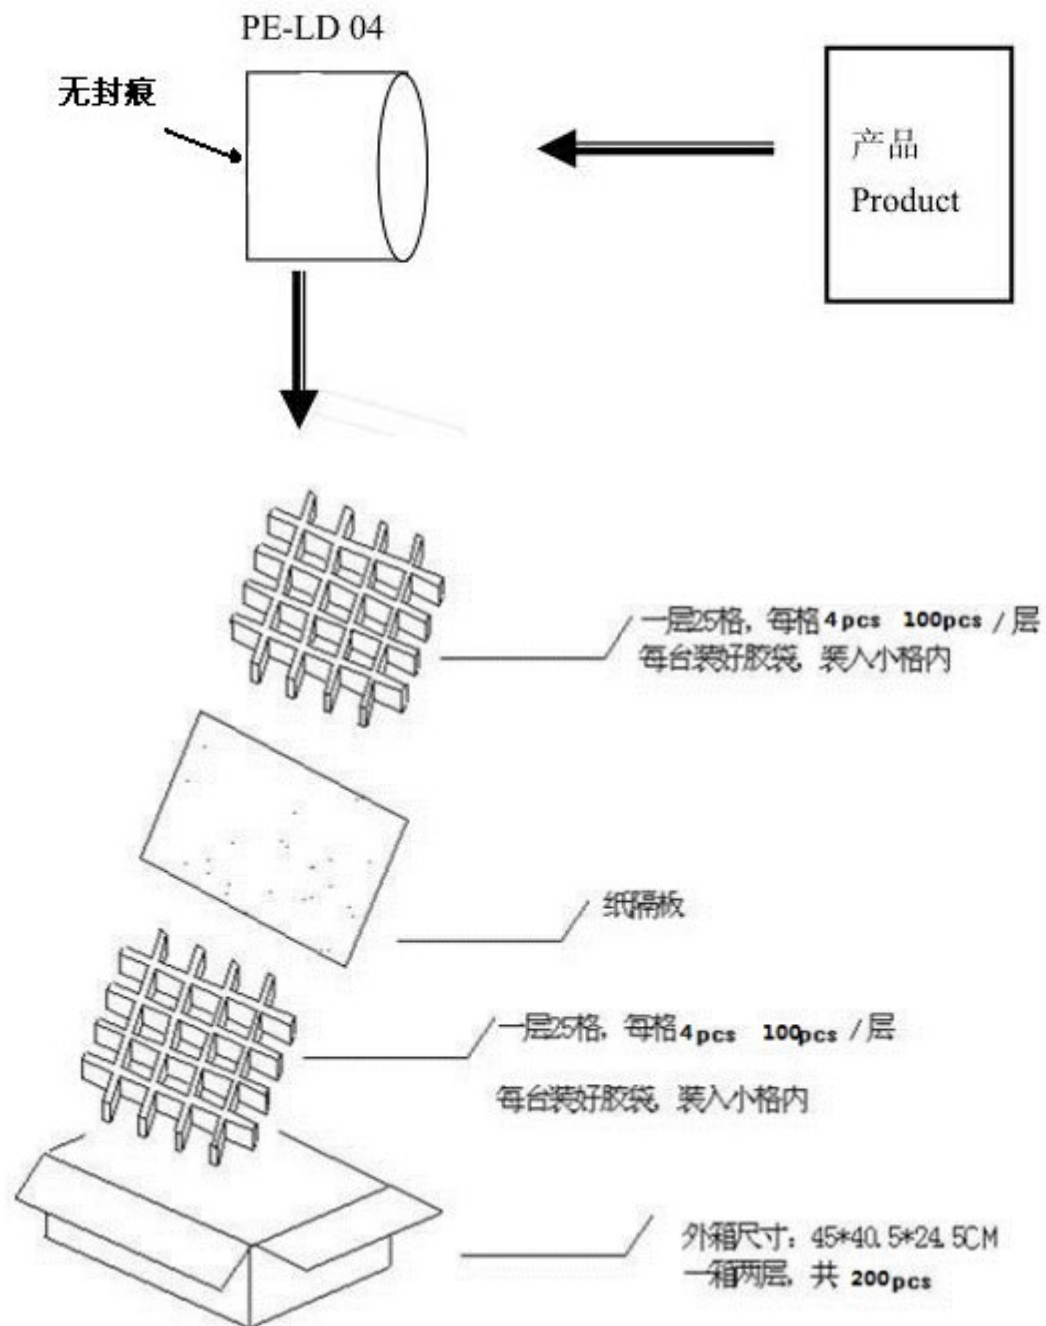 PE-LD 04
无封痕
产品
Product
一层25格，每格4pcs 100pcs / 层
每台装好胶袋，装入小格内
纸隔板
一层25格，每格4pcs 100pcs / 层
每台装好胶袋，装入小格内
外箱尺寸：45*40.5*24.5CM
一箱两层，共 200pcs